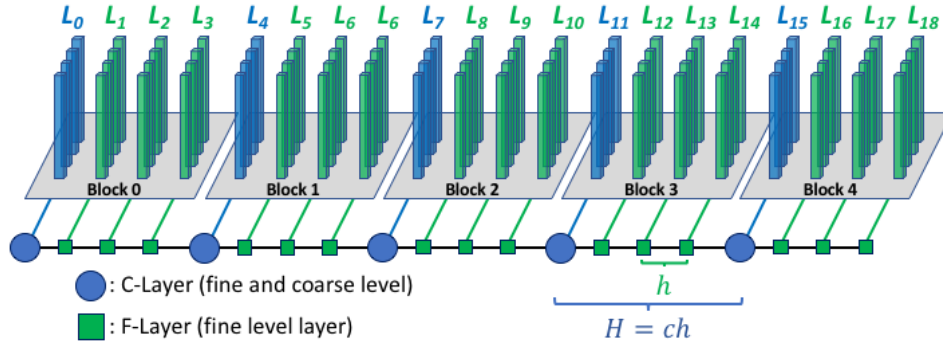 L0 L1 L2 L3 L4 L5 L6 L6 L7 L8 L9 L10 L11 L12 L13 L14 L15 L16 L17 L18
Block 0 Block 1 Block 2 Block 3 Block 4
: C-Layer (fine and coarse level)
h
: F-Layer (fine level layer)
H = ch